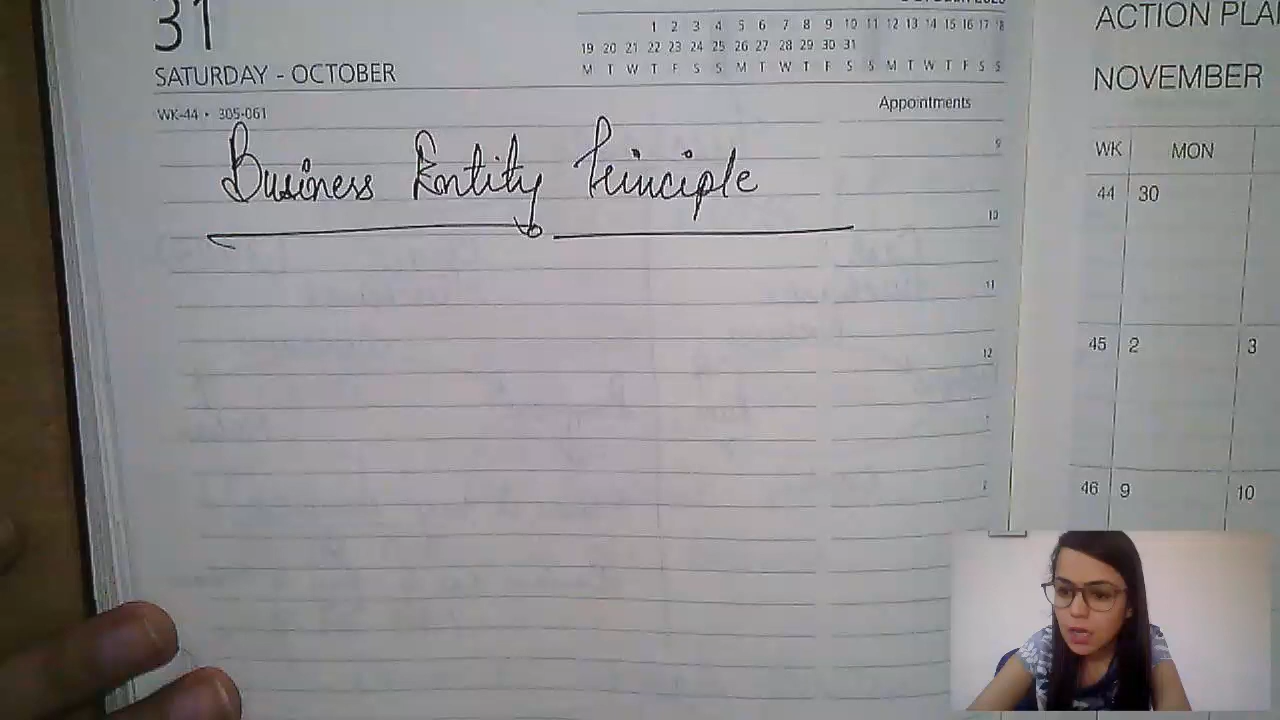 31
SATURDAY - OCTOBER
WK-44 • 305-061
1 2 3 4 5 6 7 8 9 10 11 12 13 14 15 16 17 18
19 20 21 22 23 24 25 26 27 28 29 30 31
M T W T F S S M T W T F S S M T W T F S S
Appointments
Business Entity Principle
9
10
11
12
ACTION PLA
NOVEMBER
WK MON
44 30
45 2 3
46 9 10